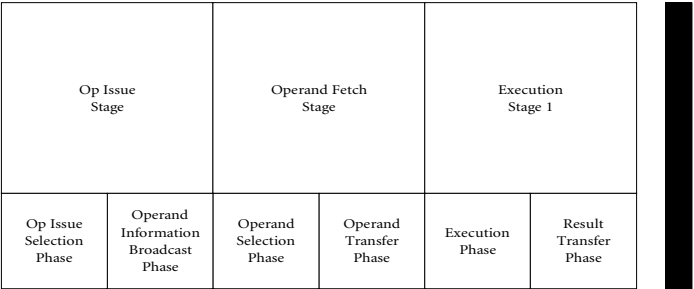 Op Issue
Stage
Operand Fetch
Stage
Execution
Stage 1
Op Issue
Selection
Phase
Operand
Information
Broadcast
Phase
Operand
Selection
Phase
Operand
Transfer
Phase
Execution
Phase
Result
Transfer
Phase